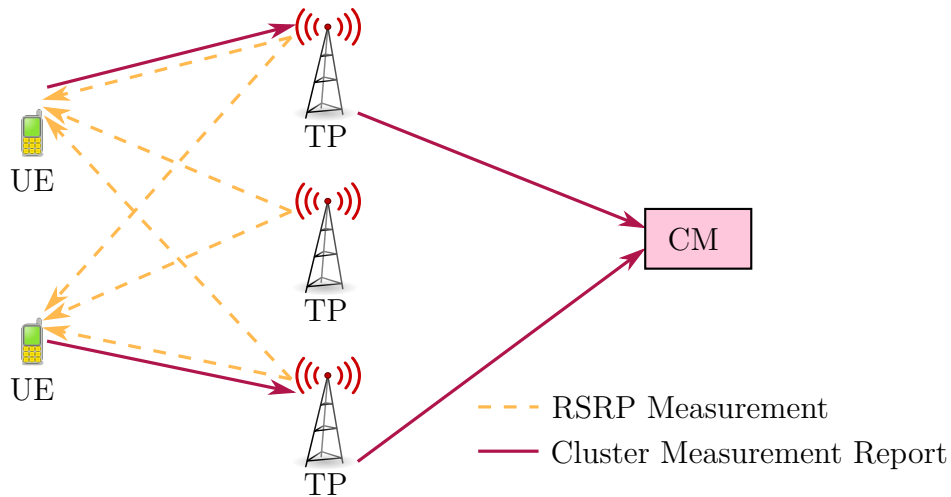 TP
UE
TP
CM
UE
TP
RSRP Measurement
Cluster Measurement Report